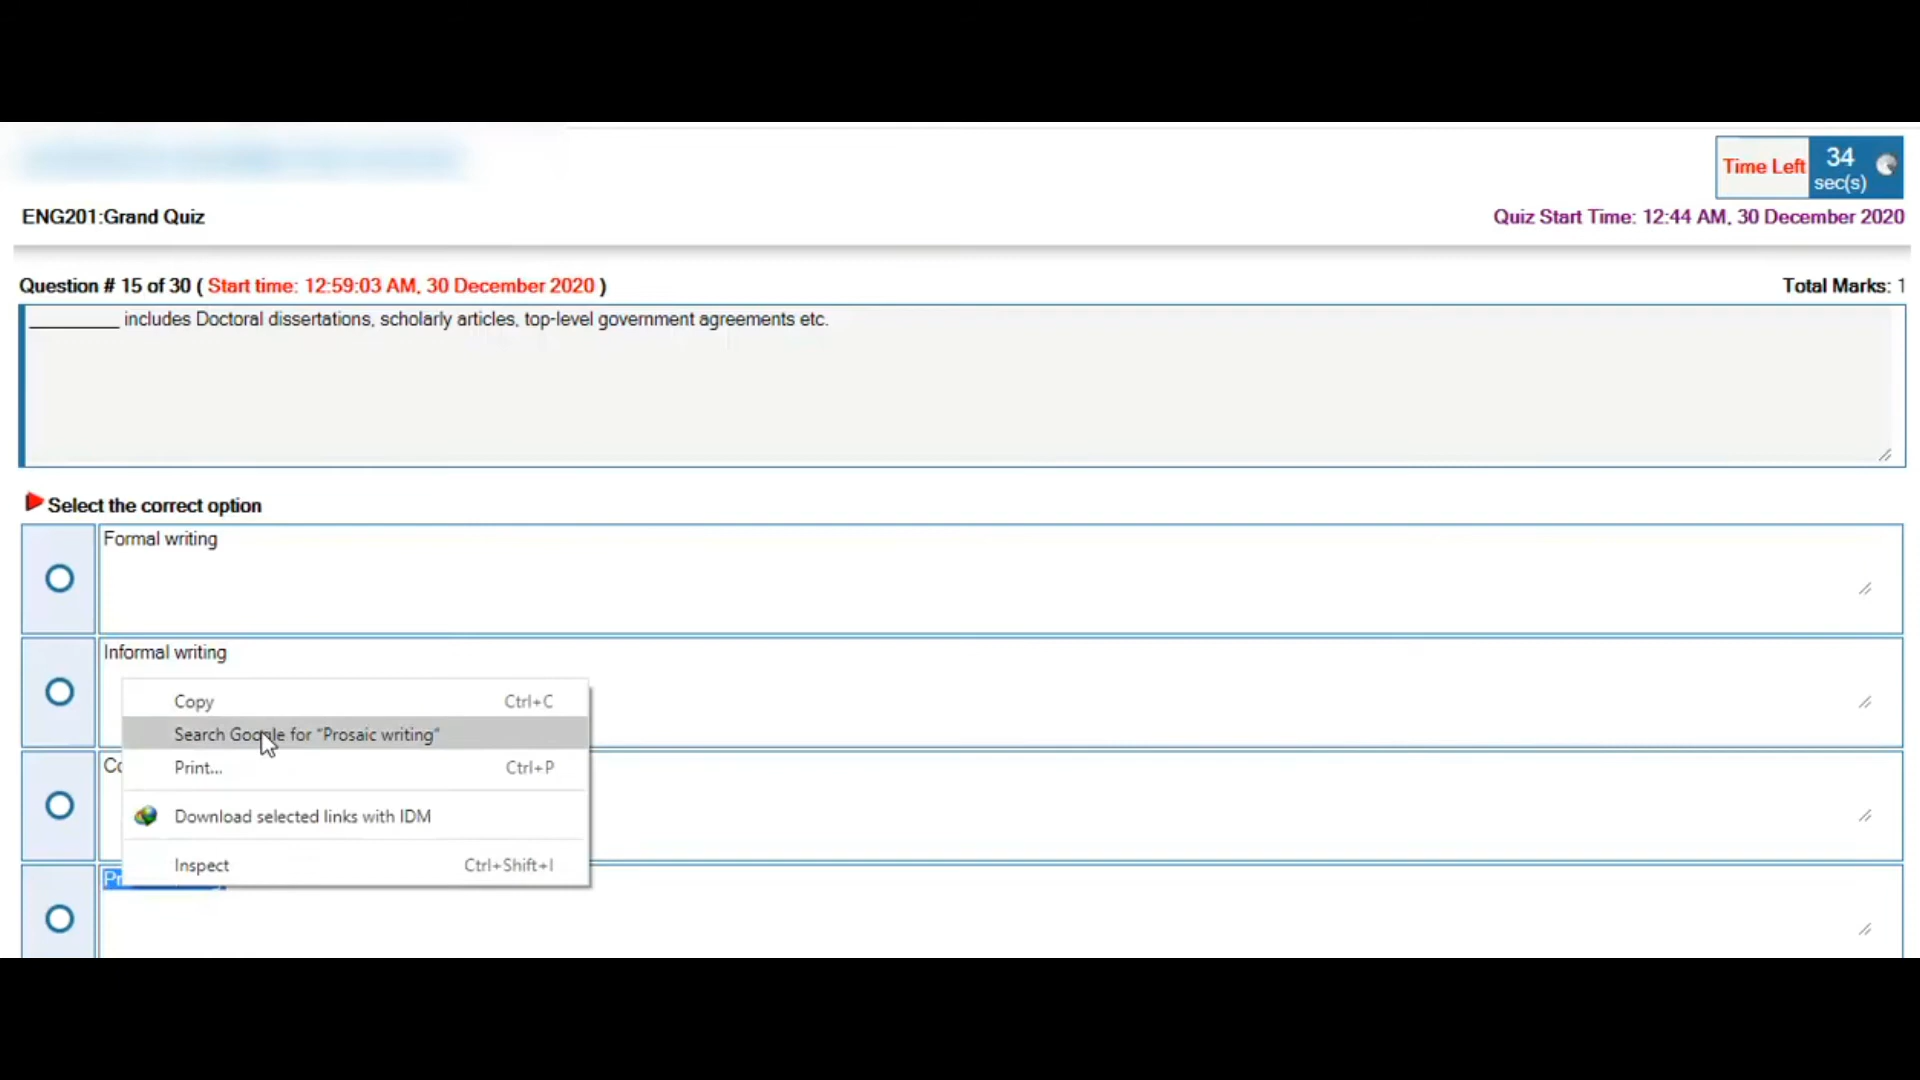 Time Left 34 sec(s)
ENG201:Grand Quiz
Quiz Start Time: 12:44 AM, 30 December 2020
Question # 15 of 30 ( Start time: 12:59:03 AM, 30 December 2020 )
Total Marks: 1
__________ includes Doctoral dissertations, scholarly articles, top-level government agreements etc.
Select the correct option
Formal writing
Informal writing
Copy Ctrl+C
Search Google for "Prosaic writing"
Print... Ctrl+P
Download selected links with IDM
Inspect Ctrl+Shift+I